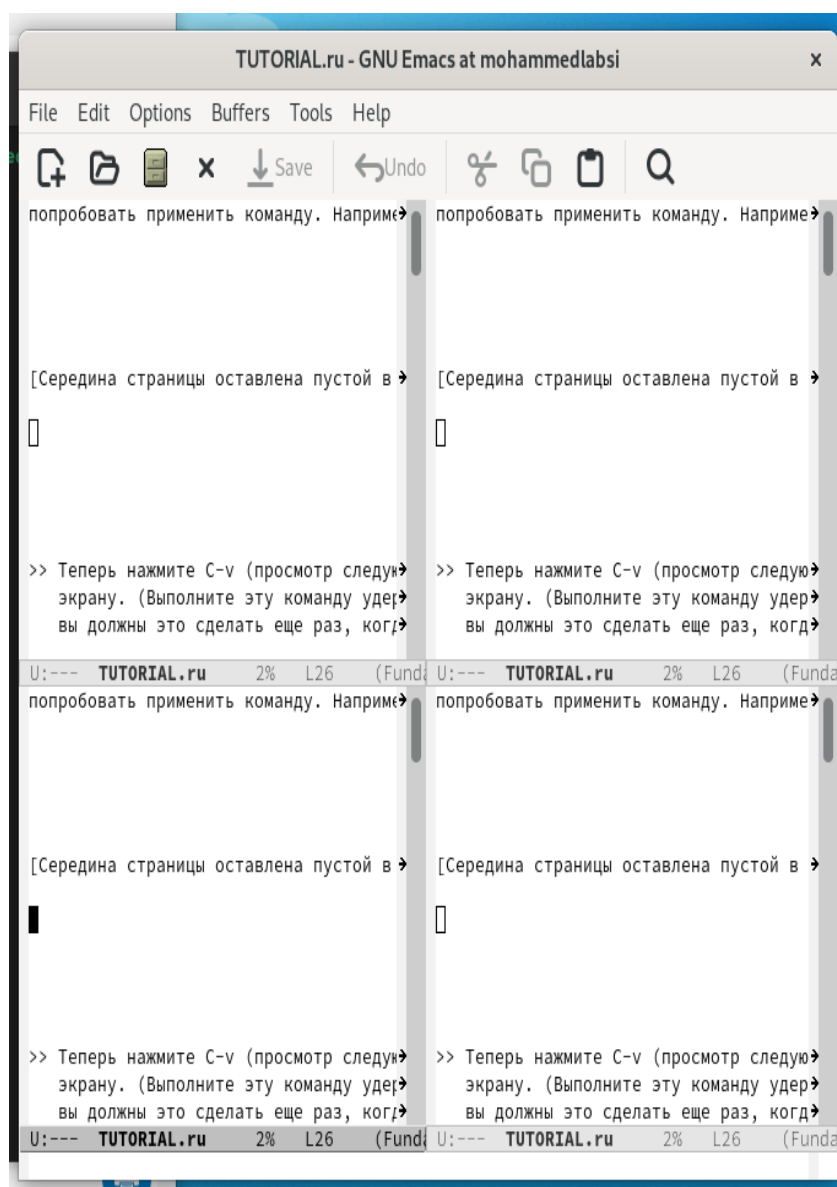 TUTORIAL.ru - GNU Emacs at mohammedlabsi
File Edit Options Buffers Tools Help
Save Undo
попробовать применить команду. Наприме
[Середина страницы оставлена пустой в
>> Теперь нажмите C-v (просмотр следую
экрану. (Выполните эту команду удер
вы должны это сделать еще раз, когд
U:--- TUTORIAL.ru 2% L26 (Funda
попробовать применить команду. Наприме
[Середина страницы оставлена пустой в
>> Теперь нажмите C-v (просмотр следую
экрану. (Выполните эту команду удер
вы должны это сделать еще раз, когд
U:--- TUTORIAL.ru 2% L26 (Funda
попробовать применить команду. Наприме
[Середина страницы оставлена пустой в
>> Теперь нажмите C-v (просмотр следую
экрану. (Выполните эту команду удер
вы должны это сделать еще раз, когд
U:--- TUTORIAL.ru 2% L26 (Funda
попробовать применить команду. Наприме
[Середина страницы оставлена пустой в
>> Теперь нажмите C-v (просмотр следую
экрану. (Выполните эту команду удер
вы должны это сделать еще раз, когд
U:--- TUTORIAL.ru 2% L26 (Funda